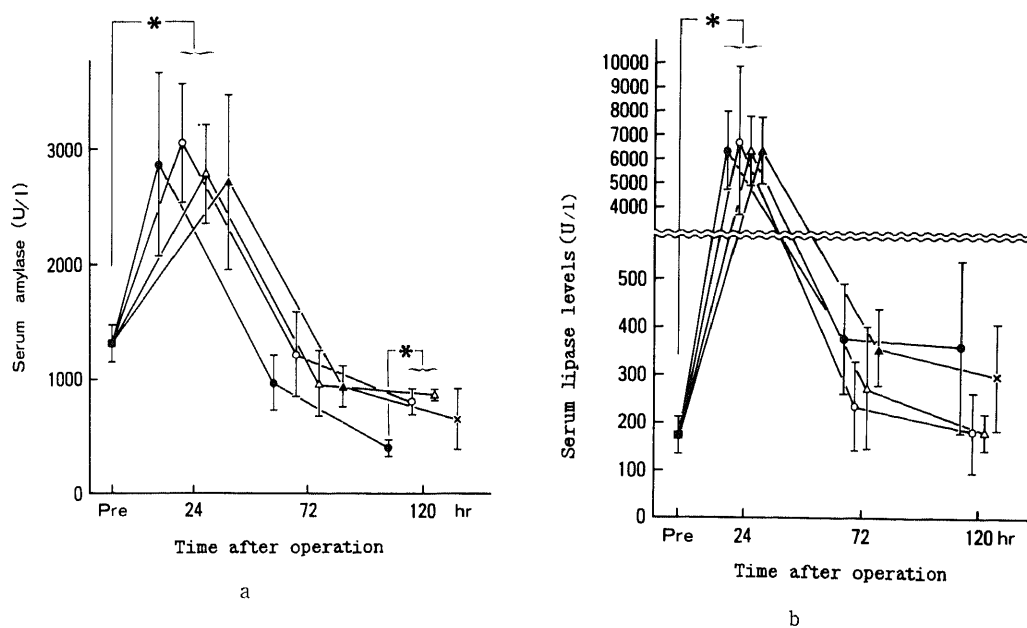 *
3000
2000
1000
0
*
Serum amylase (U/l)
Pre
24
72
120 hr
Time after operation
a
*
10000
9000
8000
7000
6000
5000
4000
500
400
300
200
100
0
Serum lipase levels (U/l)
Pre
24
72
120 hr
Time after operation
b